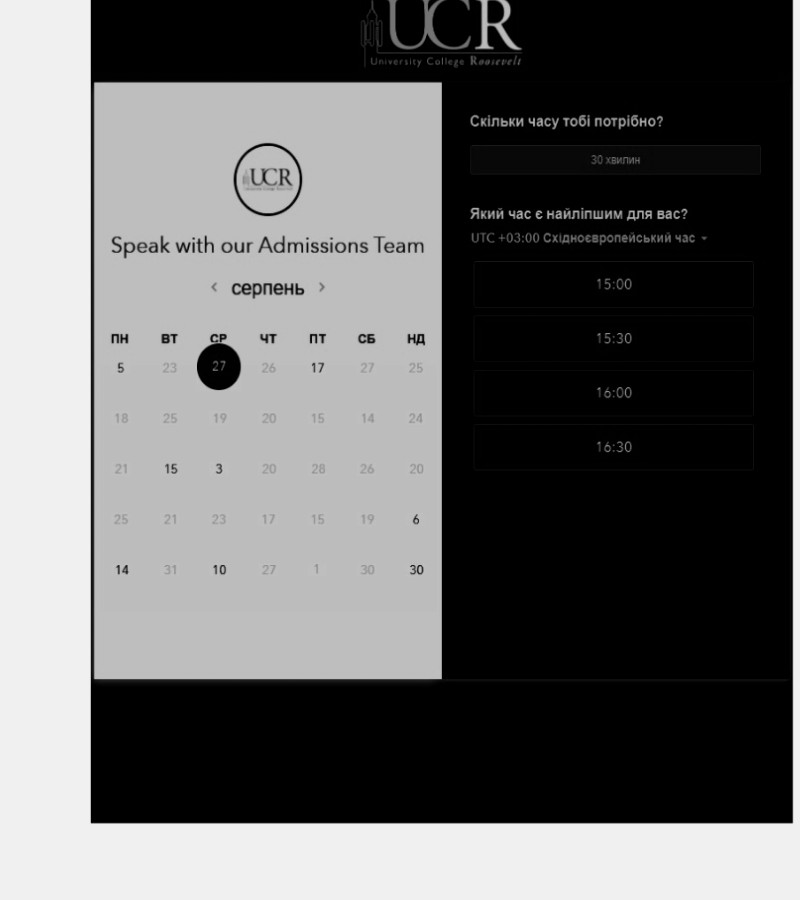 UCR
University College Roosevelt
UCR
Speak with our Admissions Team
серпень
ПН ВТ СР ЧТ ПТ СБ НД
5 23 27 26 17 27 25
18 25 19 20 15 14 24
21 15 3 20 28 26 20
25 21 23 17 15 19 6
14 31 10 27 1 30 30
Скільки часу тобі потрібно?
30 хвилин
Який час є найліпшим для вас?
UTC +03:00 Східноєвропейський час
15:00
15:30
16:00
16:30